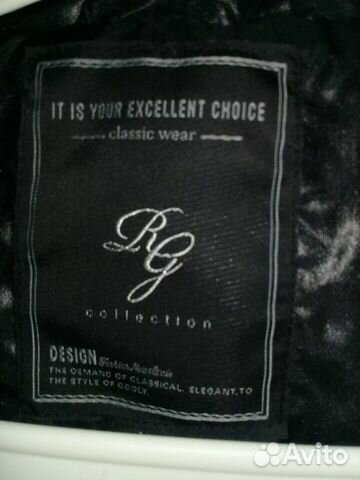 IT IS YOUR EXCELLENT CHOICE
classic wear
RG
collection
DESIGN Fashion
THE DEMAND OF CLASSICAL. ELEGANT,TO
THE STYLE OF COOLY.
Avito